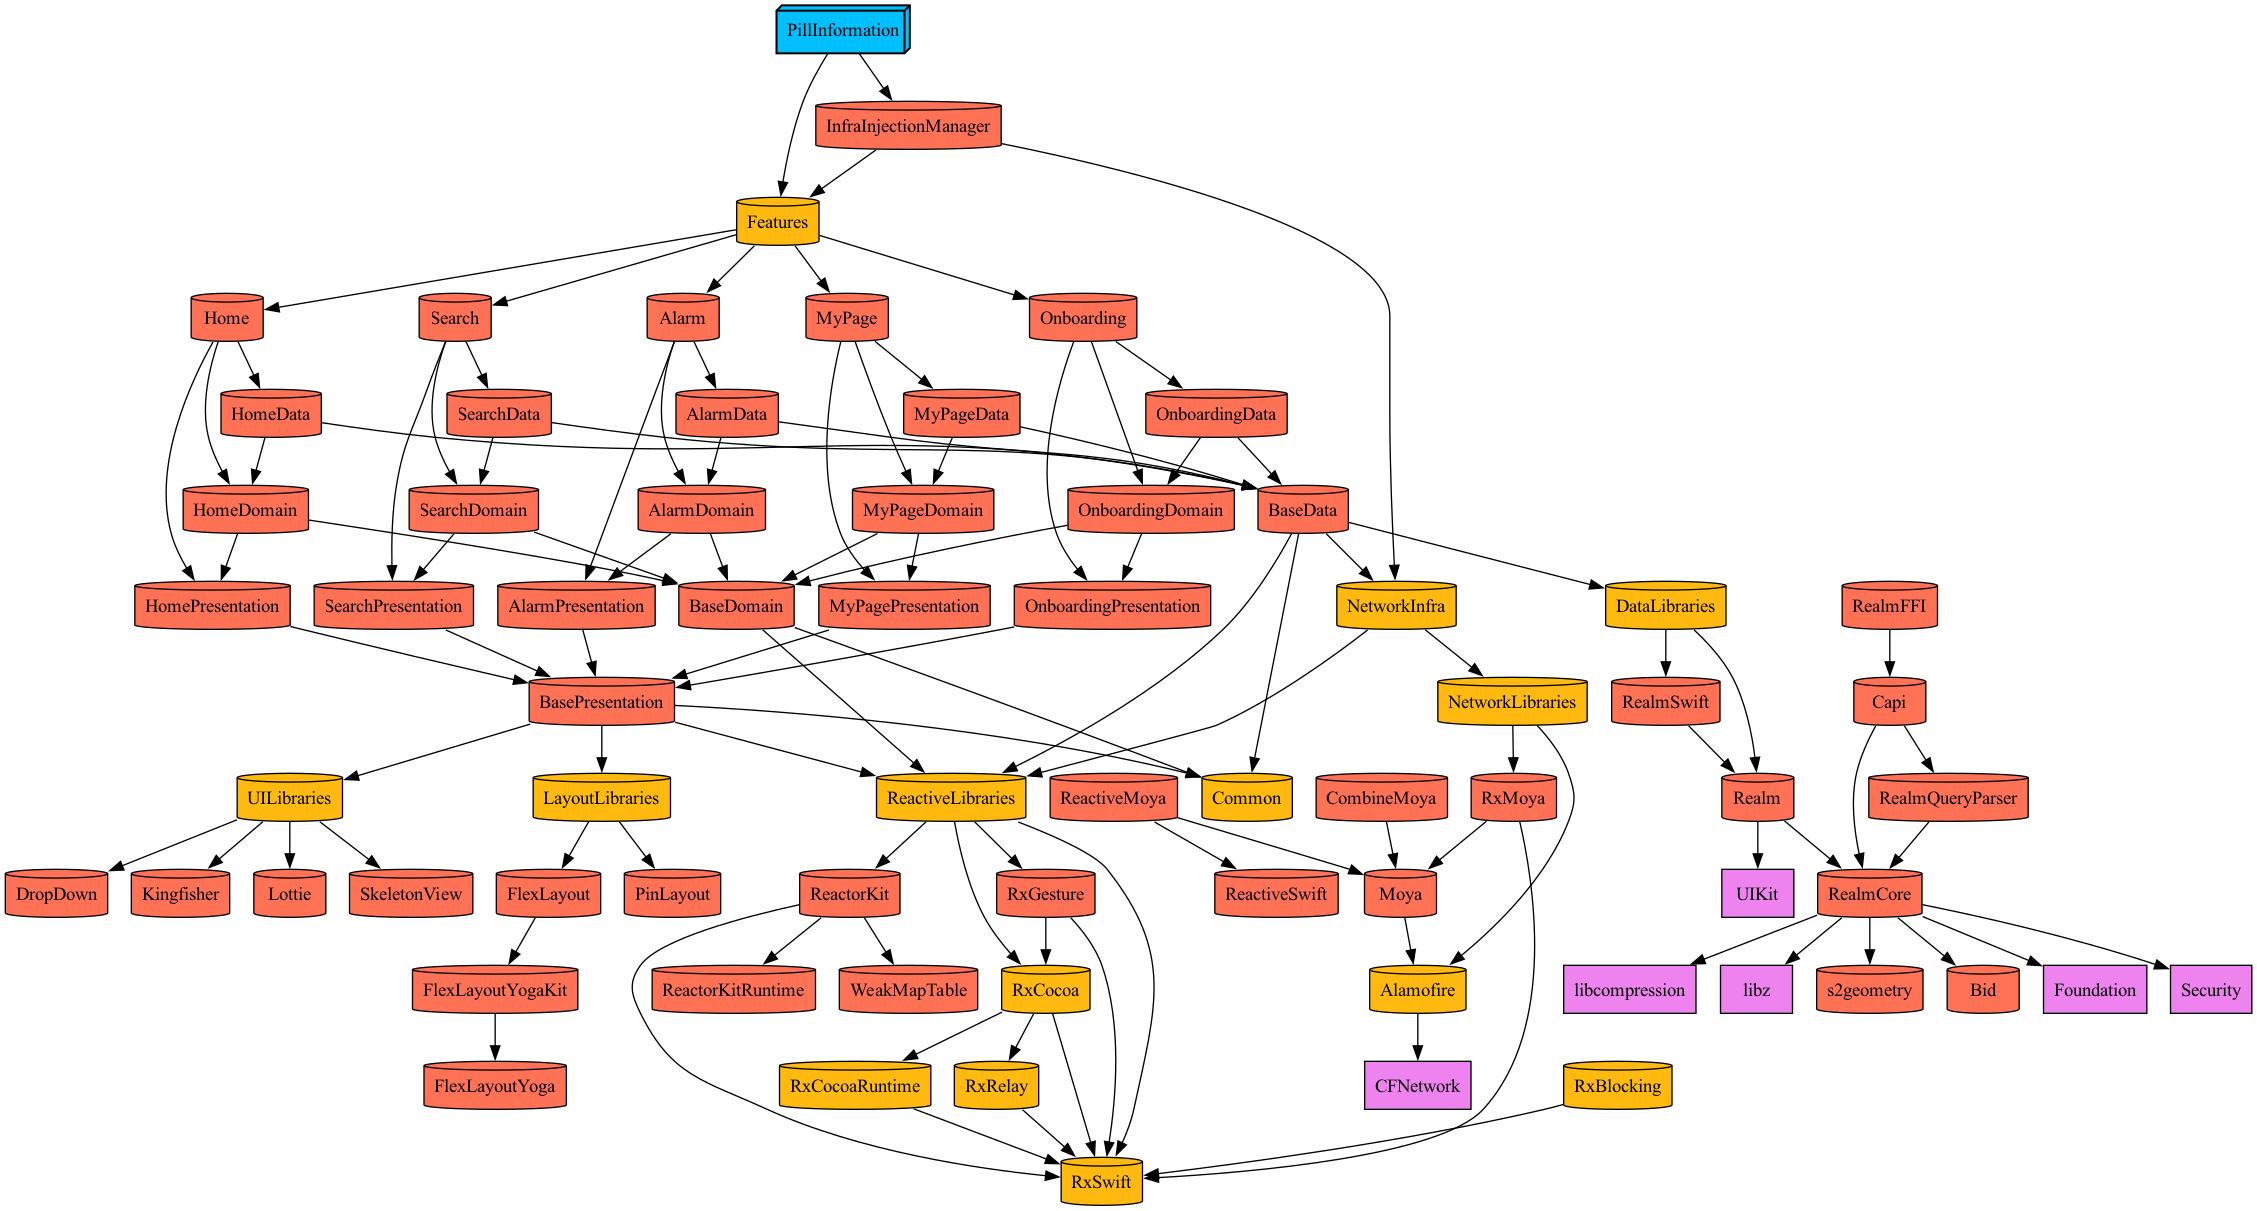 PillInformation
InfraInjectionManager
Features
Home
Search
Alarm
MyPage
Onboarding
HomeData
SearchData
AlarmData
MyPageData
OnboardingData
HomeDomain
SearchDomain
AlarmDomain
MyPageDomain
OnboardingDomain
BaseData
HomePresentation
SearchPresentation
AlarmPresentation
BaseDomain
MyPagePresentation
OnboardingPresentation
NetworkInfra
DataLibraries
RealmFFI
BasePresentation
NetworkLibraries
RealmSwift
Capi
UILibraries
LayoutLibraries
ReactiveLibraries
ReactiveMoya
Common
CombineMoya
RxMoya
Realm
RealmQueryParser
DropDown
Kingfisher
Lottie
SkeletonView
FlexLayout
PinLayout
ReactorKit
RxGesture
ReactiveSwift
Moya
UIKit
RealmCore
FlexLayoutYogaKit
ReactorKitRuntime
WeakMapTable
RxCocoa
Alamofire
libcompression
libz
s2geometry
Bid
Foundation
Security
FlexLayoutYoga
RxCocoaRuntime
RxRelay
CFNetwork
RxBlocking
RxSwift